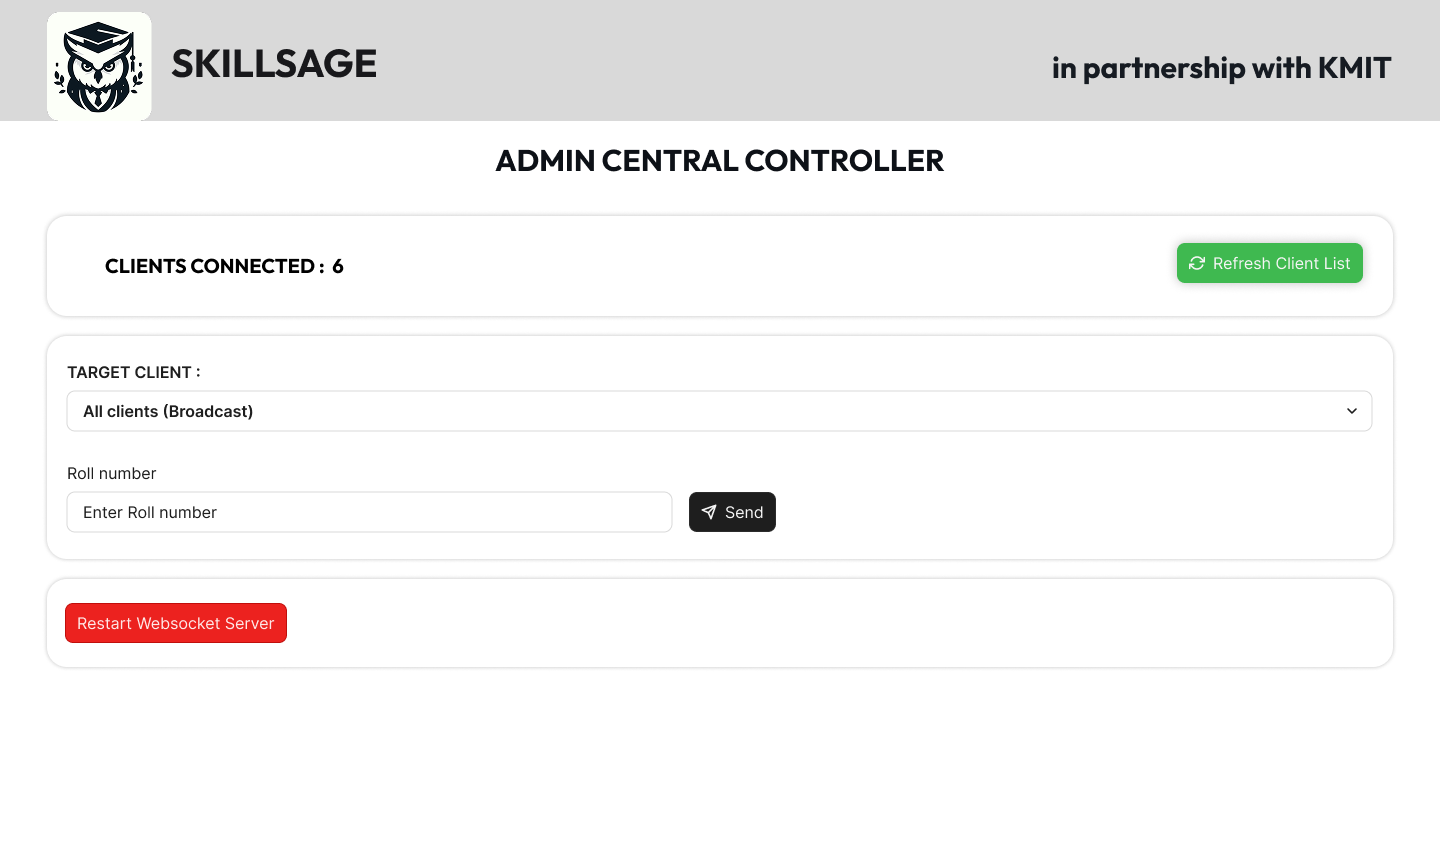 SKILLSAGE
in partnership with KMIT
ADMIN CENTRAL CONTROLLER
CLIENTS CONNECTED : 6
Refresh Client List
TARGET CLIENT :
All clients (Broadcast)
Roll number
Enter Roll number
Send
Restart Websocket Server